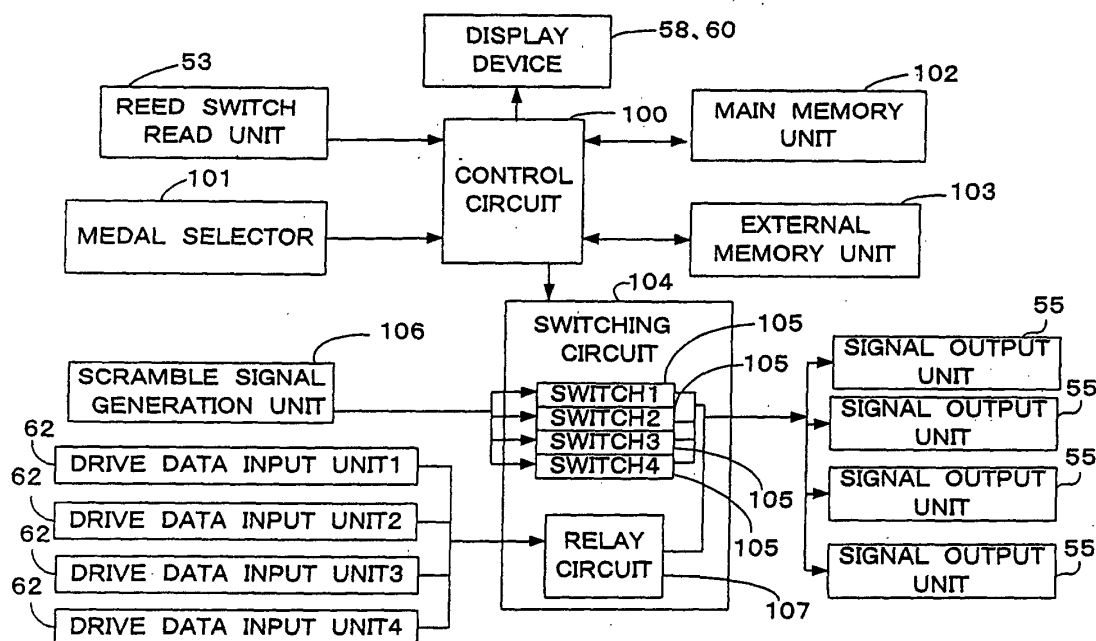 DISPLAY
DEVICE
58、60
53
REED SWITCH
READ UNIT
100
102
MAIN MEMORY
UNIT
CONTROL
CIRCUIT
101
MEDAL SELECTOR
103
EXTERNAL
MEMORY UNIT
104
SWITCHING
CIRCUIT
106
SCRAMBLE SIGNAL
GENERATION UNIT
105
SWITCH1
105
SWITCH2
SWITCH3
105
SWITCH4
105
55
SIGNAL OUTPUT
UNIT
55
SIGNAL OUTPUT
UNIT
55
SIGNAL OUTPUT
UNIT
55
SIGNAL OUTPUT
UNIT
62
DRIVE DATA INPUT UNIT1
62
DRIVE DATA INPUT UNIT2
62
DRIVE DATA INPUT UNIT3
62
DRIVE DATA INPUT UNIT4
RELAY
CIRCUIT
107